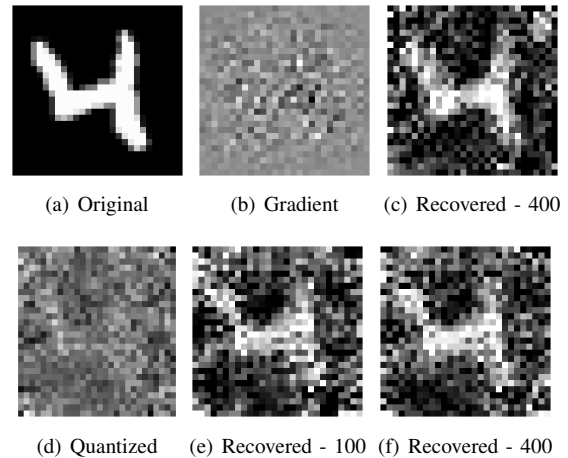 (a) Original (b) Gradient (c) Recovered - 400
(d) Quantized (e) Recovered - 100 (f) Recovered - 400